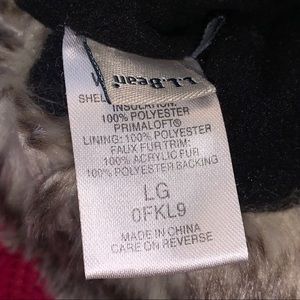 L.L.Bean
SHEL
INSULATION:
100% POLYESTER
PRIMALOFT®
LINING: 100% POLYESTER
FAUX FUR TRIM:
100% ACRYLIC FUR
100% POLYESTER BACKING
LG
0FKL9
MADE IN CHINA
CARE ON REVERSE